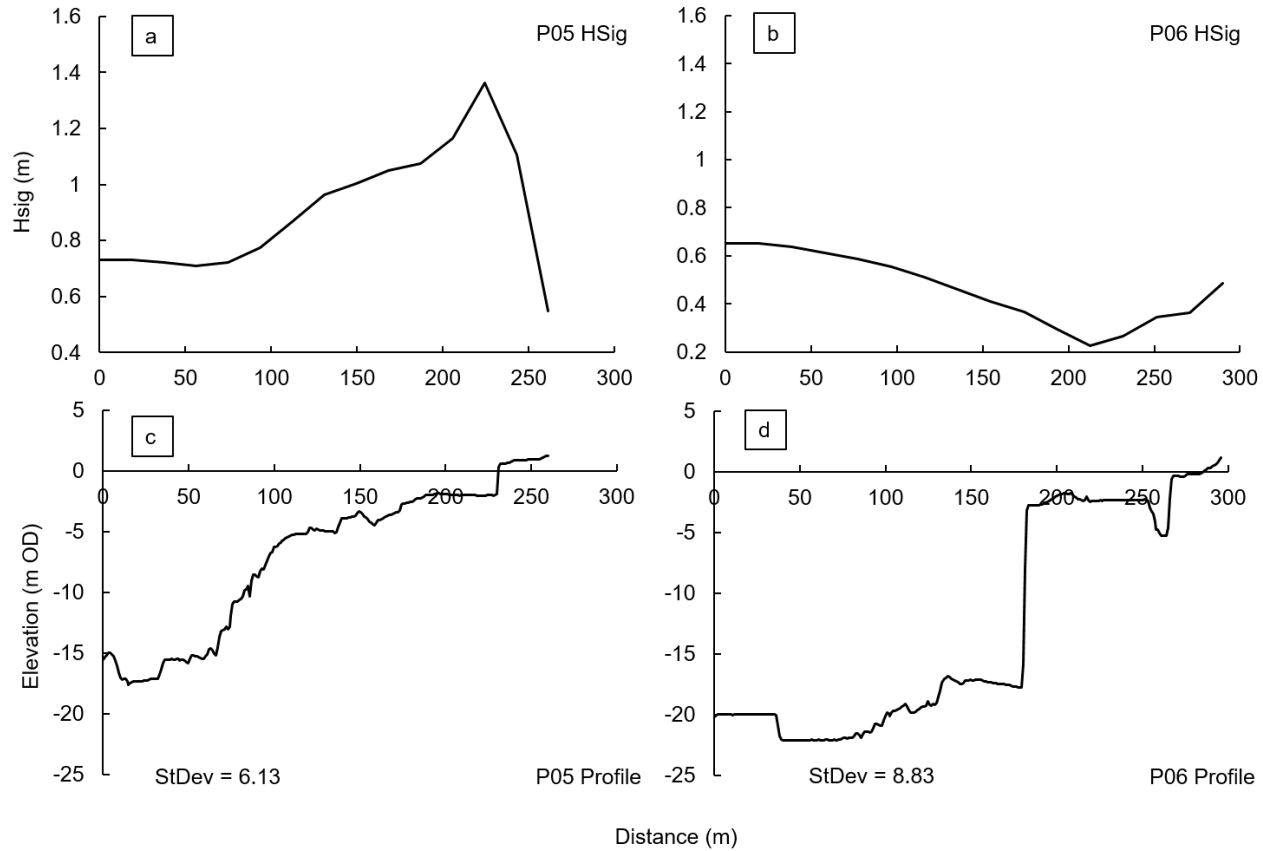 a
P05 HSig
1.6
1.4
1.2
1
0.8
0.6
0.4
Hsig (m)
0 50 100 150 200 250 300
b
P06 HSig
1.6
1.4
1.2
1
0.8
0.6
0.4
0.2
0 50 100 150 200 250 300
c
5
0
-5
-10
-15
-20
-25
Elevation (m OD)
0 50 100 150 200 250 300
StDev = 6.13
P05 Profile
d
5
0
-5
-10
-15
-20
-25
0 50 100 150 200 250 300
StDev = 8.83
P06 Profile
Distance (m)